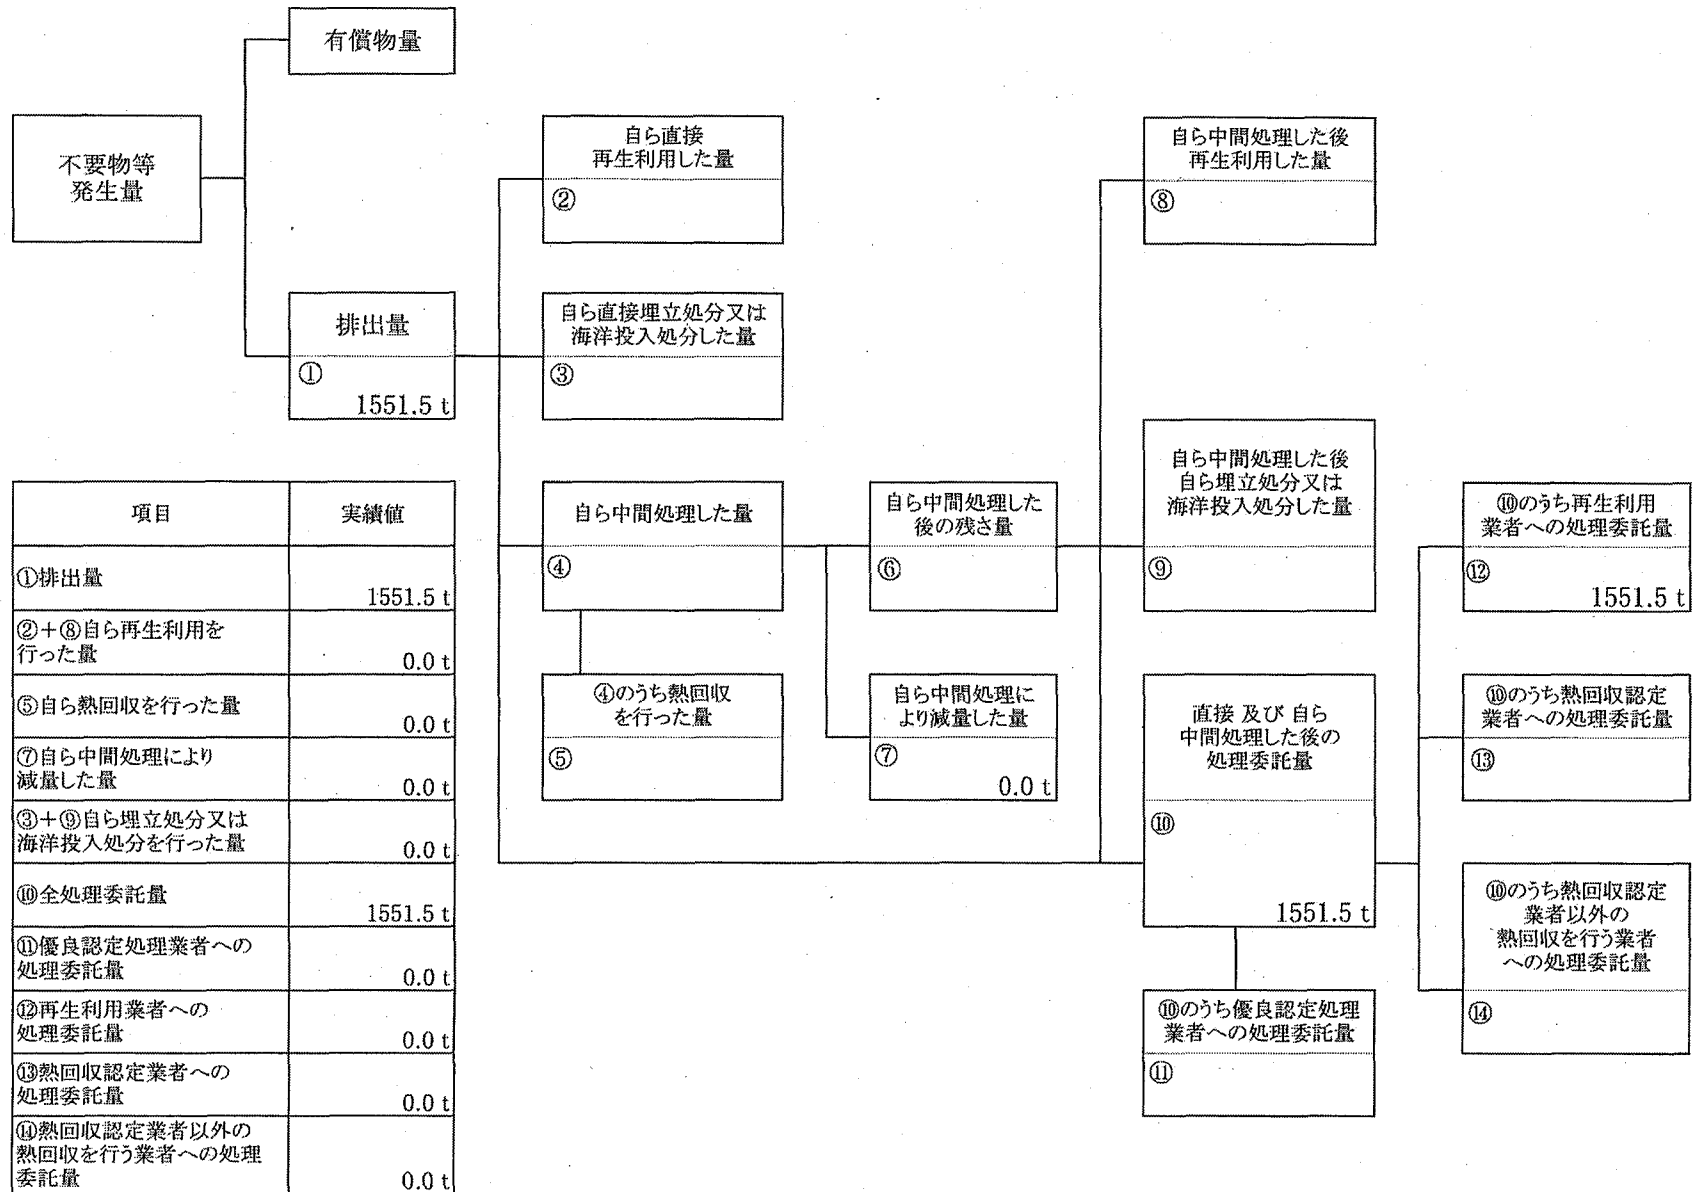 有償物量
不要物等
発生量
排出量
①
1551.5 t
自ら直接
再生利用した量
②
自ら直接埋立処分又は
海洋投入処分した量
③
自ら中間処理した量
④
④のうち熱回収
を行った量
⑤
自ら中間処理した
後の残さ量
⑥
自ら中間処理に
より減量した量
⑦
0.0 t
自ら中間処理した後
再生利用した量
⑧
自ら中間処理した後
自ら埋立処分又は
海洋投入処分した量
⑨
直接 及び 自ら
中間処理した後の
処理委託量
⑩
1551.5 t
⑩のうち優良認定処理
業者への処理委託量
⑪
⑩のうち再生利用
業者への処理委託量
⑫
1551.5 t
⑩のうち熱回収認定
業者への処理委託量
⑬
⑩のうち熱回収認定
業者以外の
熱回収を行う業者
への処理委託量
⑭
項目 実績値
①排出量
1551.5 t
②+⑧自ら再生利用を
行った量
0.0 t
⑤自ら熱回収を行った量
0.0 t
⑦自ら中間処理により
減量した量
0.0 t
③+⑨自ら埋立処分又は
海洋投入処分を行った量
0.0 t
⑩全処理委託量
1551.5 t
⑪優良認定処理業者への
処理委託量
0.0 t
⑫再生利用業者への
処理委託量
0.0 t
⑬熱回収認定業者への
処理委託量
0.0 t
⑭熱回収認定業者以外の
熱回収を行う業者への処理
委託量
0.0 t